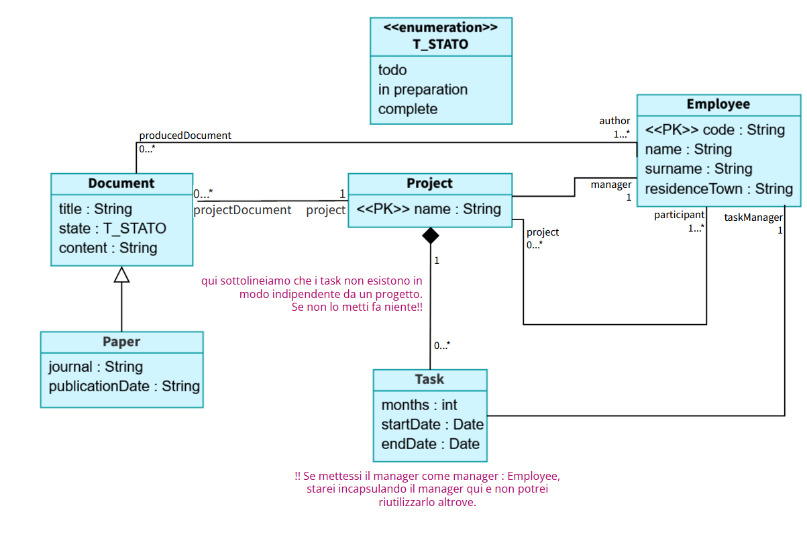 <<enumeration>>
T_STATO
todo
in preparation
complete
Employee
<<PK>> code : String
name : String
surname : String
residenceTown : String
author
1...*
producedDocument
0...*
Document
title : String
state : T_STATO
content : String
0...*
projectDocument
1
project
Project
<<PK>> name : String
manager
1
participant
1...*
taskManager
1
project
0...*
1
qui sottolineiamo che i task non esistono in
modo indipendente da un progetto.
Se non lo metti fa niente!!
0...*
Paper
journal : String
publicationDate : String
Task
months : int
startDate : Date
endDate : Date
!! Se mettessi il manager come manager : Employee,
starei incapsulando il manager qui e non potrei
riutilizzarlo altrove.